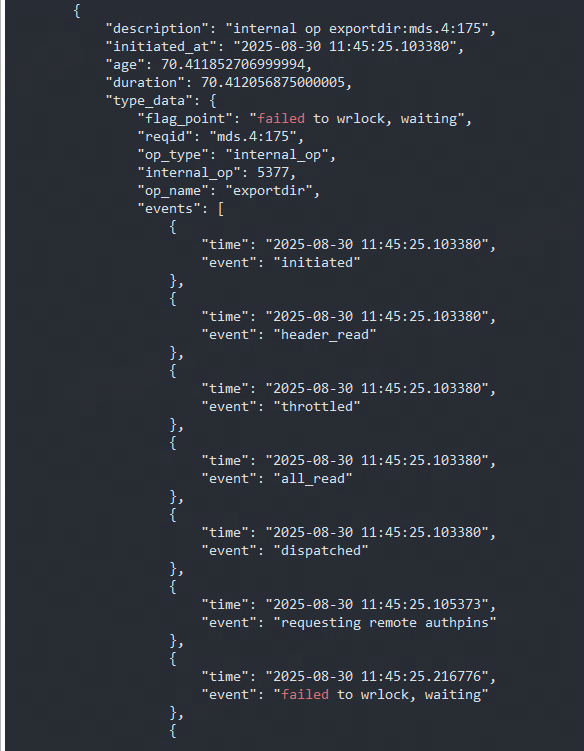 {
"description": "internal op exportdir:mds.4:175",
"initiated_at": "2025-08-30 11:45:25.103380",
"age": 70.411852706999994,
"duration": 70.412056875000005,
"type_data": {
"flag_point": "failed to wrlock, waiting",
"reqid": "mds.4:175",
"op_type": "internal_op",
"internal_op": 5377,
"op_name": "exportdir",
"events": [
{
"time": "2025-08-30 11:45:25.103380",
"event": "initiated"
},
{
"time": "2025-08-30 11:45:25.103380",
"event": "header_read"
},
{
"time": "2025-08-30 11:45:25.103380",
"event": "throttled"
},
{
"time": "2025-08-30 11:45:25.103380",
"event": "all_read"
},
{
"time": "2025-08-30 11:45:25.103380",
"event": "dispatched"
},
{
"time": "2025-08-30 11:45:25.105373",
"event": "requesting remote authpins"
},
{
"time": "2025-08-30 11:45:25.216776",
"event": "failed to wrlock, waiting"
},
{